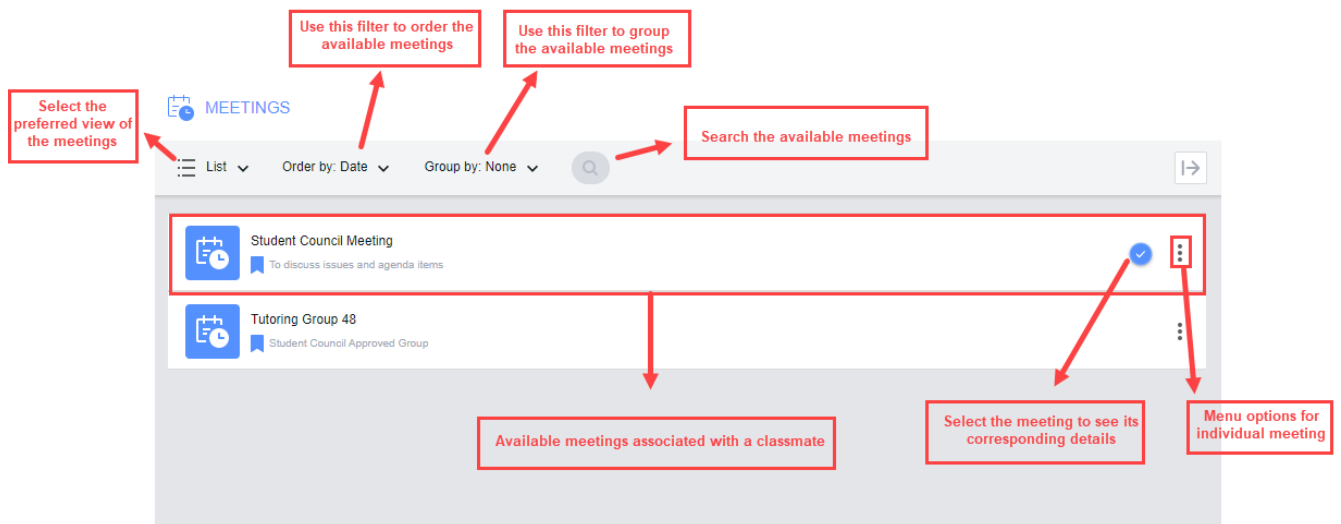 Use this filter to order the
available meetings
Use this filter to group
the available meetings
Select the
preferred view of
the meetings
MEETINGS
Search the available meetings
List
Order by: Date
Group by: None
Student Council Meeting
To discuss issues and agenda items
Tutoring Group 48
Student Council Approved Group
Available meetings associated with a classmate
Select the meeting to see its
corresponding details
Menu options for
individual meeting